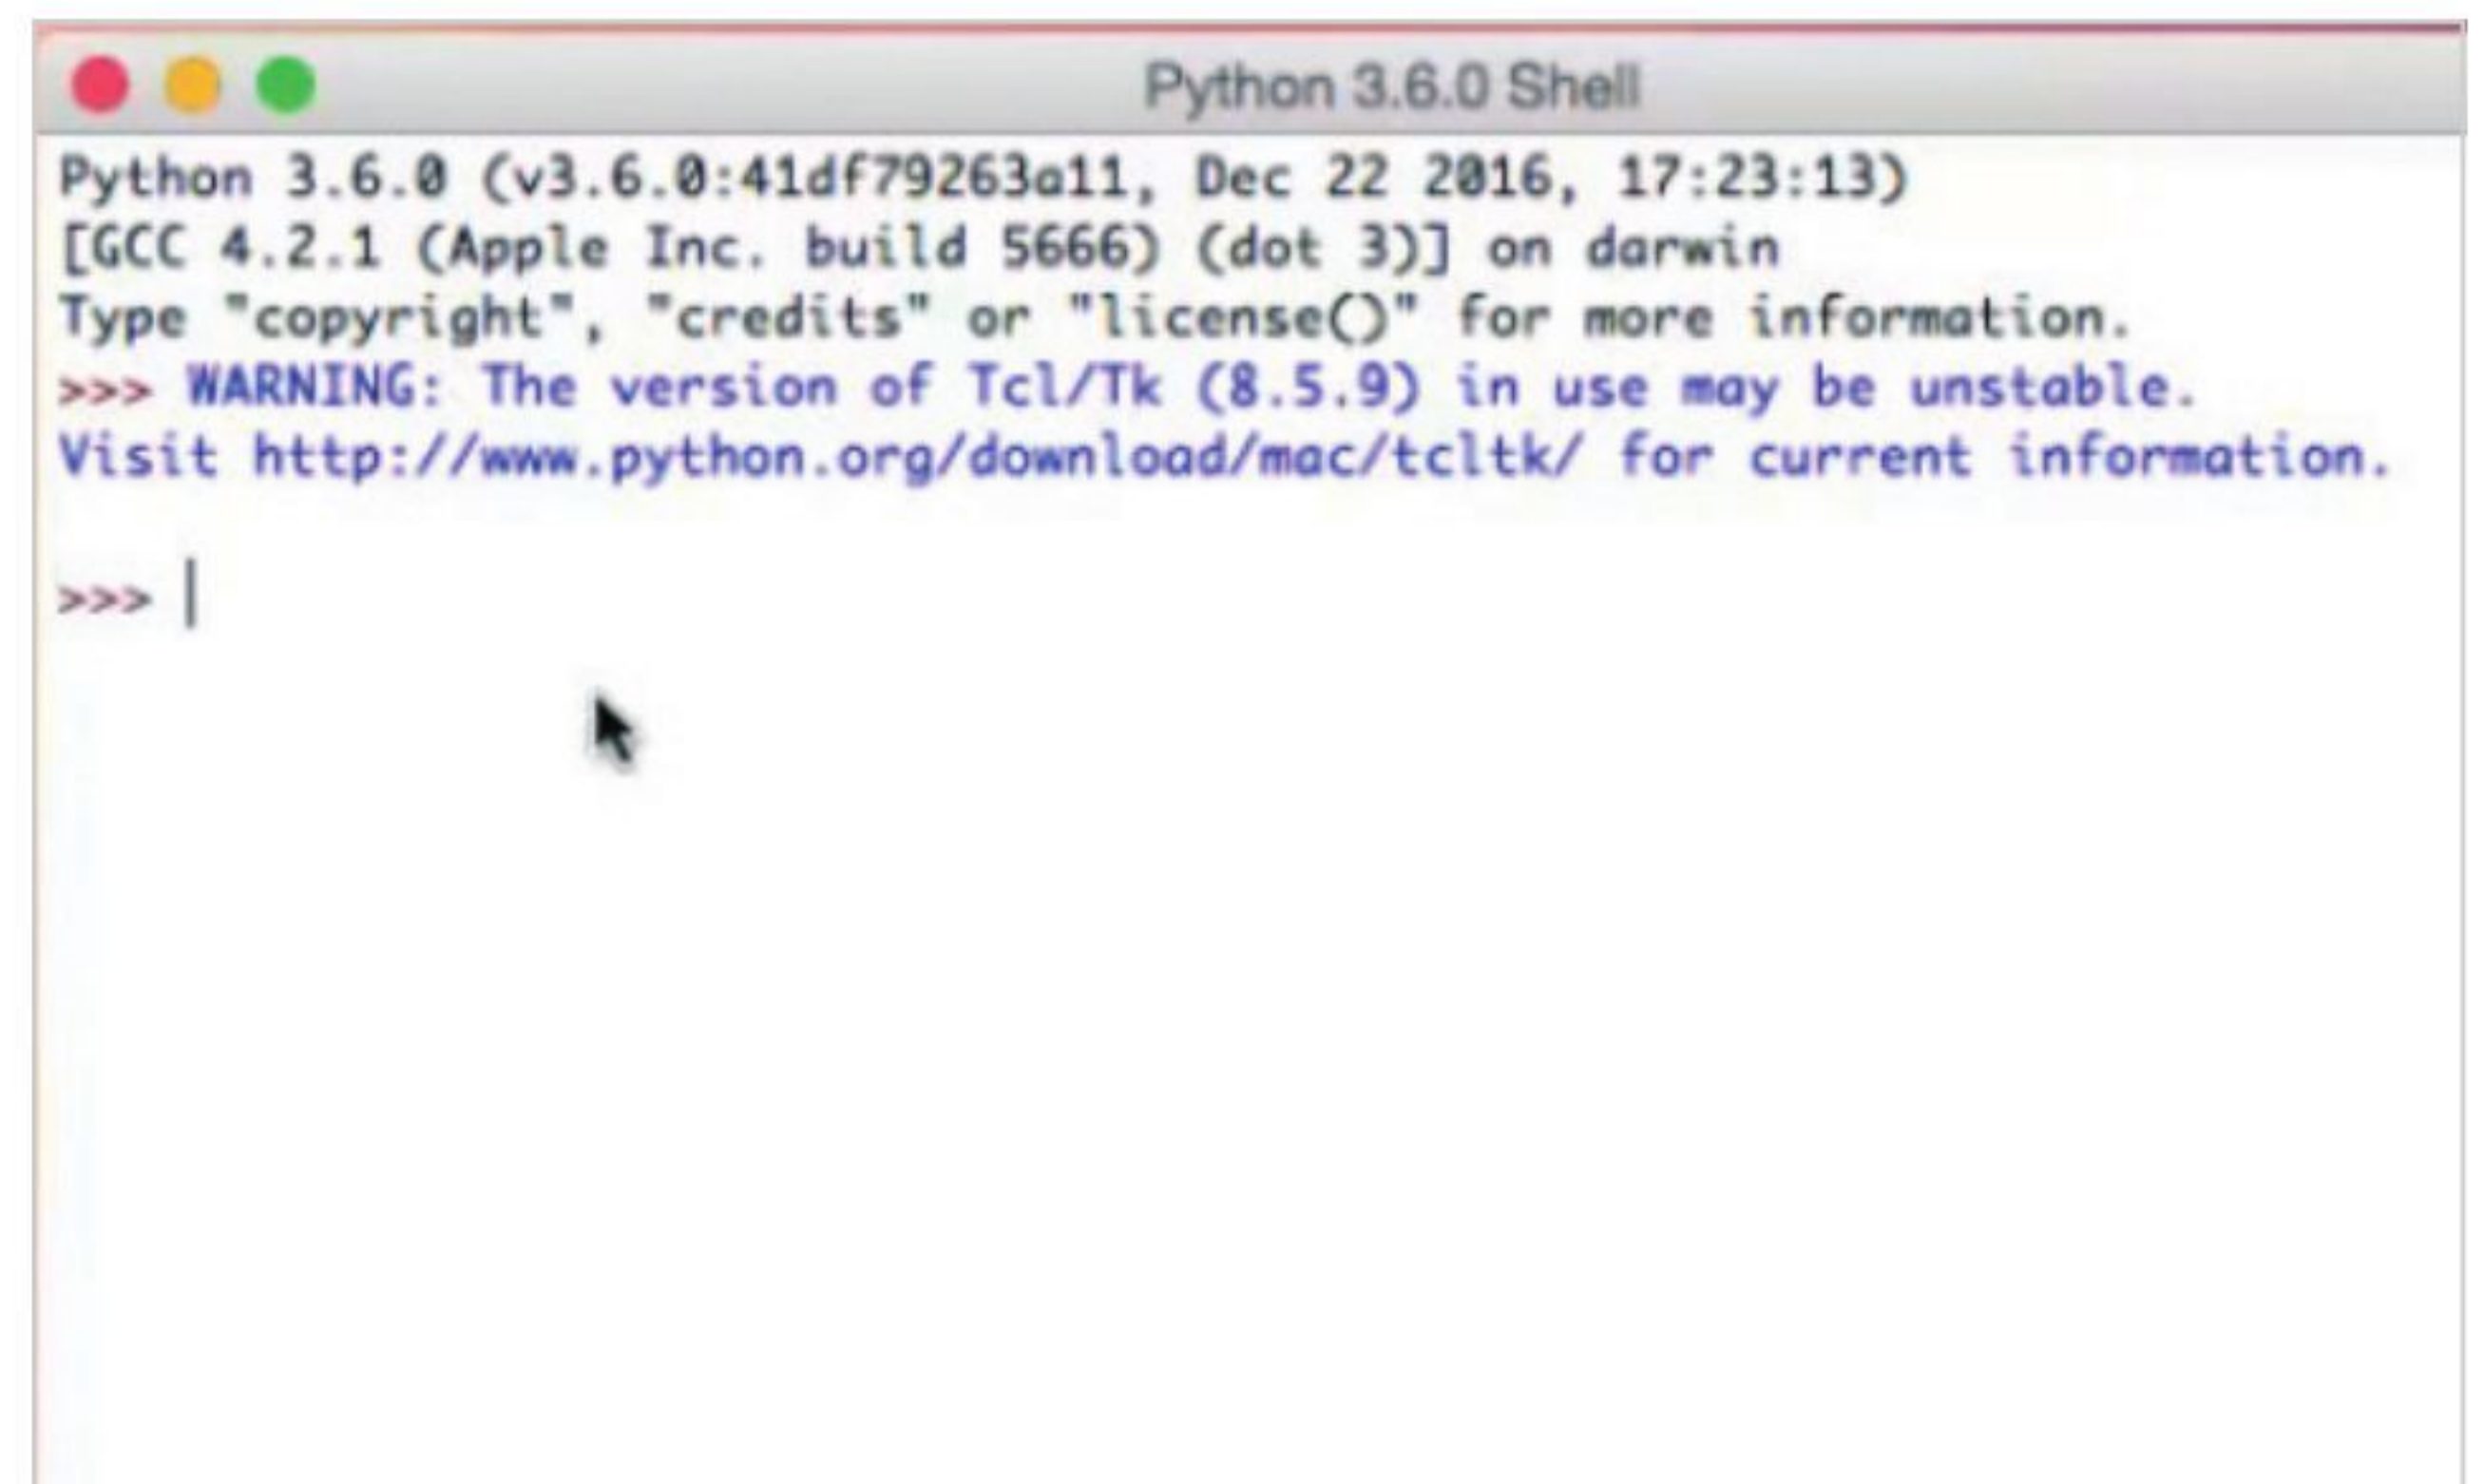 Python 3.6.0 Shell
Python 3.6.0 (v3.6.0:41df79263a11, Dec 22 2016, 17:23:13)
[GCC 4.2.1 (Apple Inc. build 5666) (dot 3)] on darwin
Type "copyright", "credits" or "license()" for more information.
>>> WARNING: The version of Tcl/Tk (8.5.9) in use may be unstable.
Visit http://www.python.org/download/mac/tcltk/ for current information.
>>>